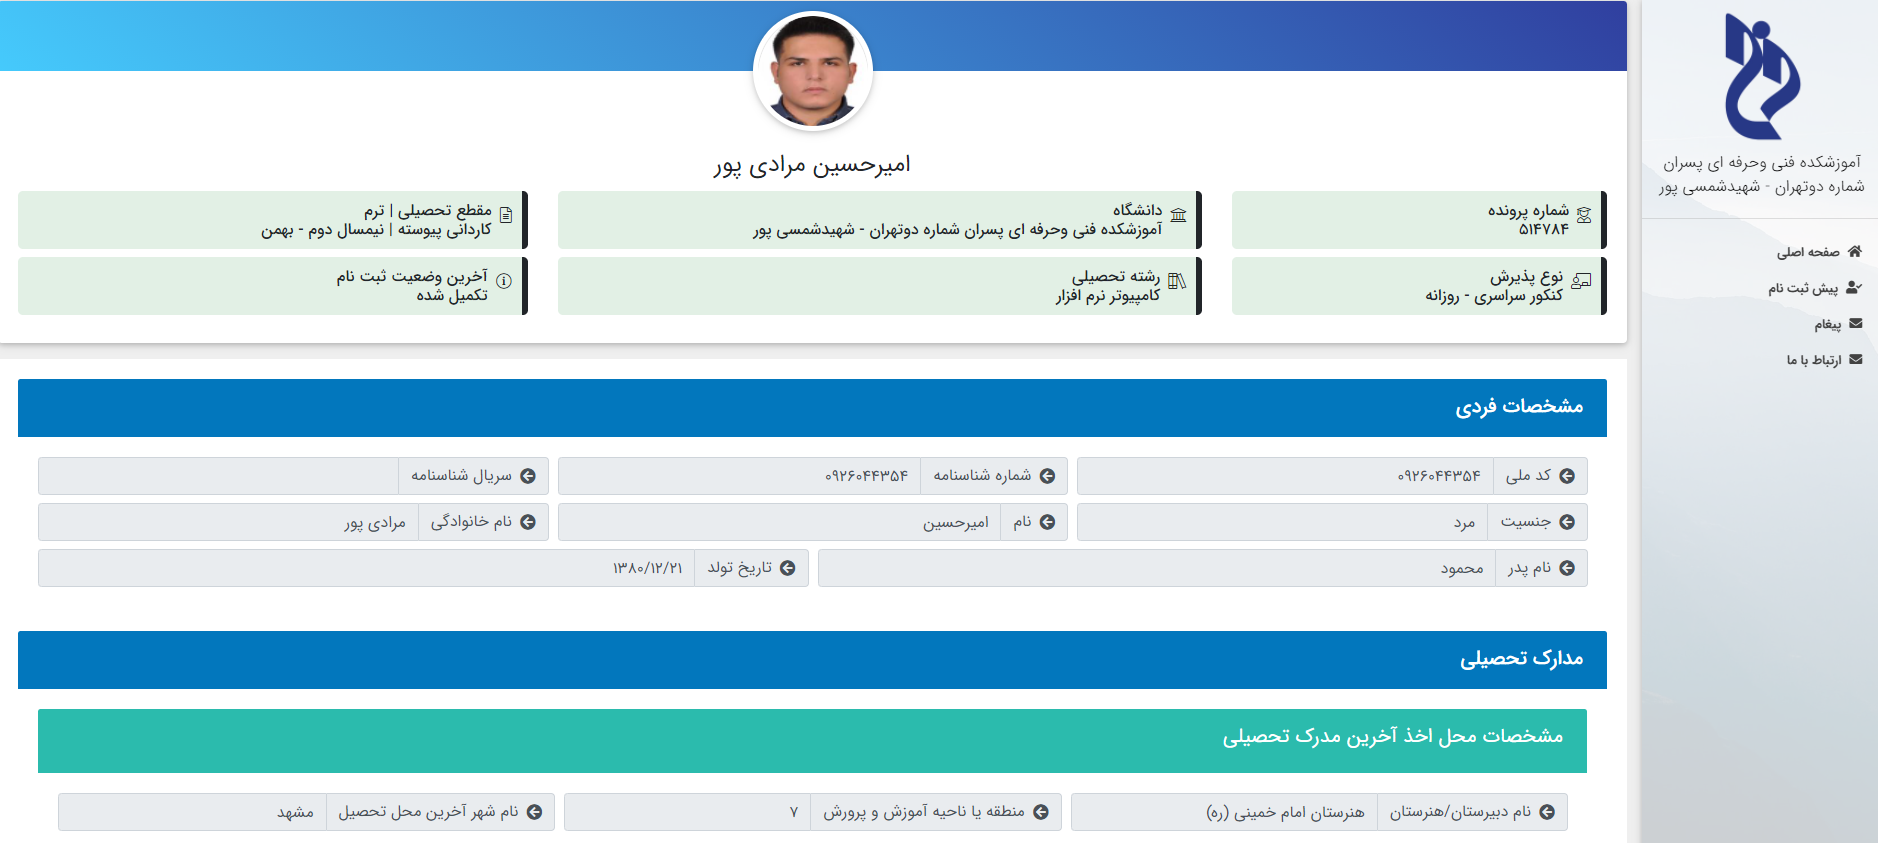 آموزشکده فنی وحرفه ای پسران
شماره دوتهران - شهیدشمسی پور
صفحه اصلی
پیش ثبت نام
پیغام
ارتباط با ما
امیرحسین مرادی پور
شماره پرونده
۵۱۴۷۸۴
دانشگاه
آموزشکده فنی وحرفه ای پسران شماره دوتهران - شهیدشمسی پور
مقطع تحصیلی | ترم
کاردانی پیوسته | نیمسال دوم - بهمن
نوع پذیرش
کنکور سراسری - روزانه
رشته تحصیلی
کامپیوتر نرم افزار
آخرین وضعیت ثبت نام
تکمیل شده
مشخصات فردی
کد ملی ۰۹۲۶۰۴۴۳۵۴
شماره شناسنامه ۰۹۲۶۰۴۴۳۵۴
سریال شناسنامه
جنسیت مرد
نام امیرحسین
نام خانوادگی مرادی پور
نام پدر محمود
تاریخ تولد ۱۳۸۰/۱۲/۲۱
مدارک تحصیلی
مشخصات محل اخذ آخرین مدرک تحصیلی
نام دبیرستان/هنرستان هنرستان امام خمینی (ره)
منطقه یا ناحیه آموزش و پرورش ۷
نام شهر آخرین محل تحصیل مشهد